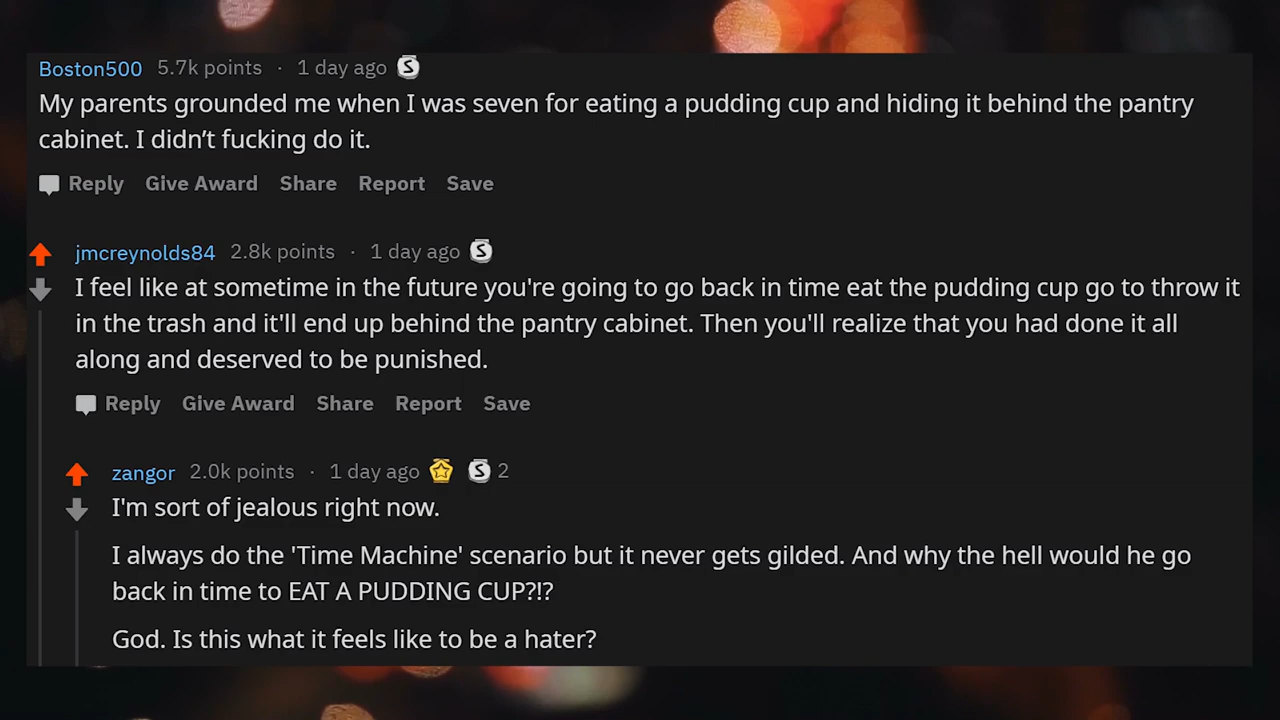 Boston500 5.7k points · 1 day ago S
My parents grounded me when I was seven for eating a pudding cup and hiding it behind the pantry
cabinet. I didn’t fucking do it.
Reply Give Award Share Report Save
jmcreynolds84 2.8k points · 1 day ago S
I feel like at sometime in the future you're going to go back in time eat the pudding cup go to throw it
in the trash and it'll end up behind the pantry cabinet. Then you'll realize that you had done it all
along and deserved to be punished.
Reply Give Award Share Report Save
zangor 2.0k points · 1 day ago S 2
I'm sort of jealous right now.
I always do the 'Time Machine' scenario but it never gets gilded. And why the hell would he go
back in time to EAT A PUDDING CUP?!?
God. Is this what it feels like to be a hater?